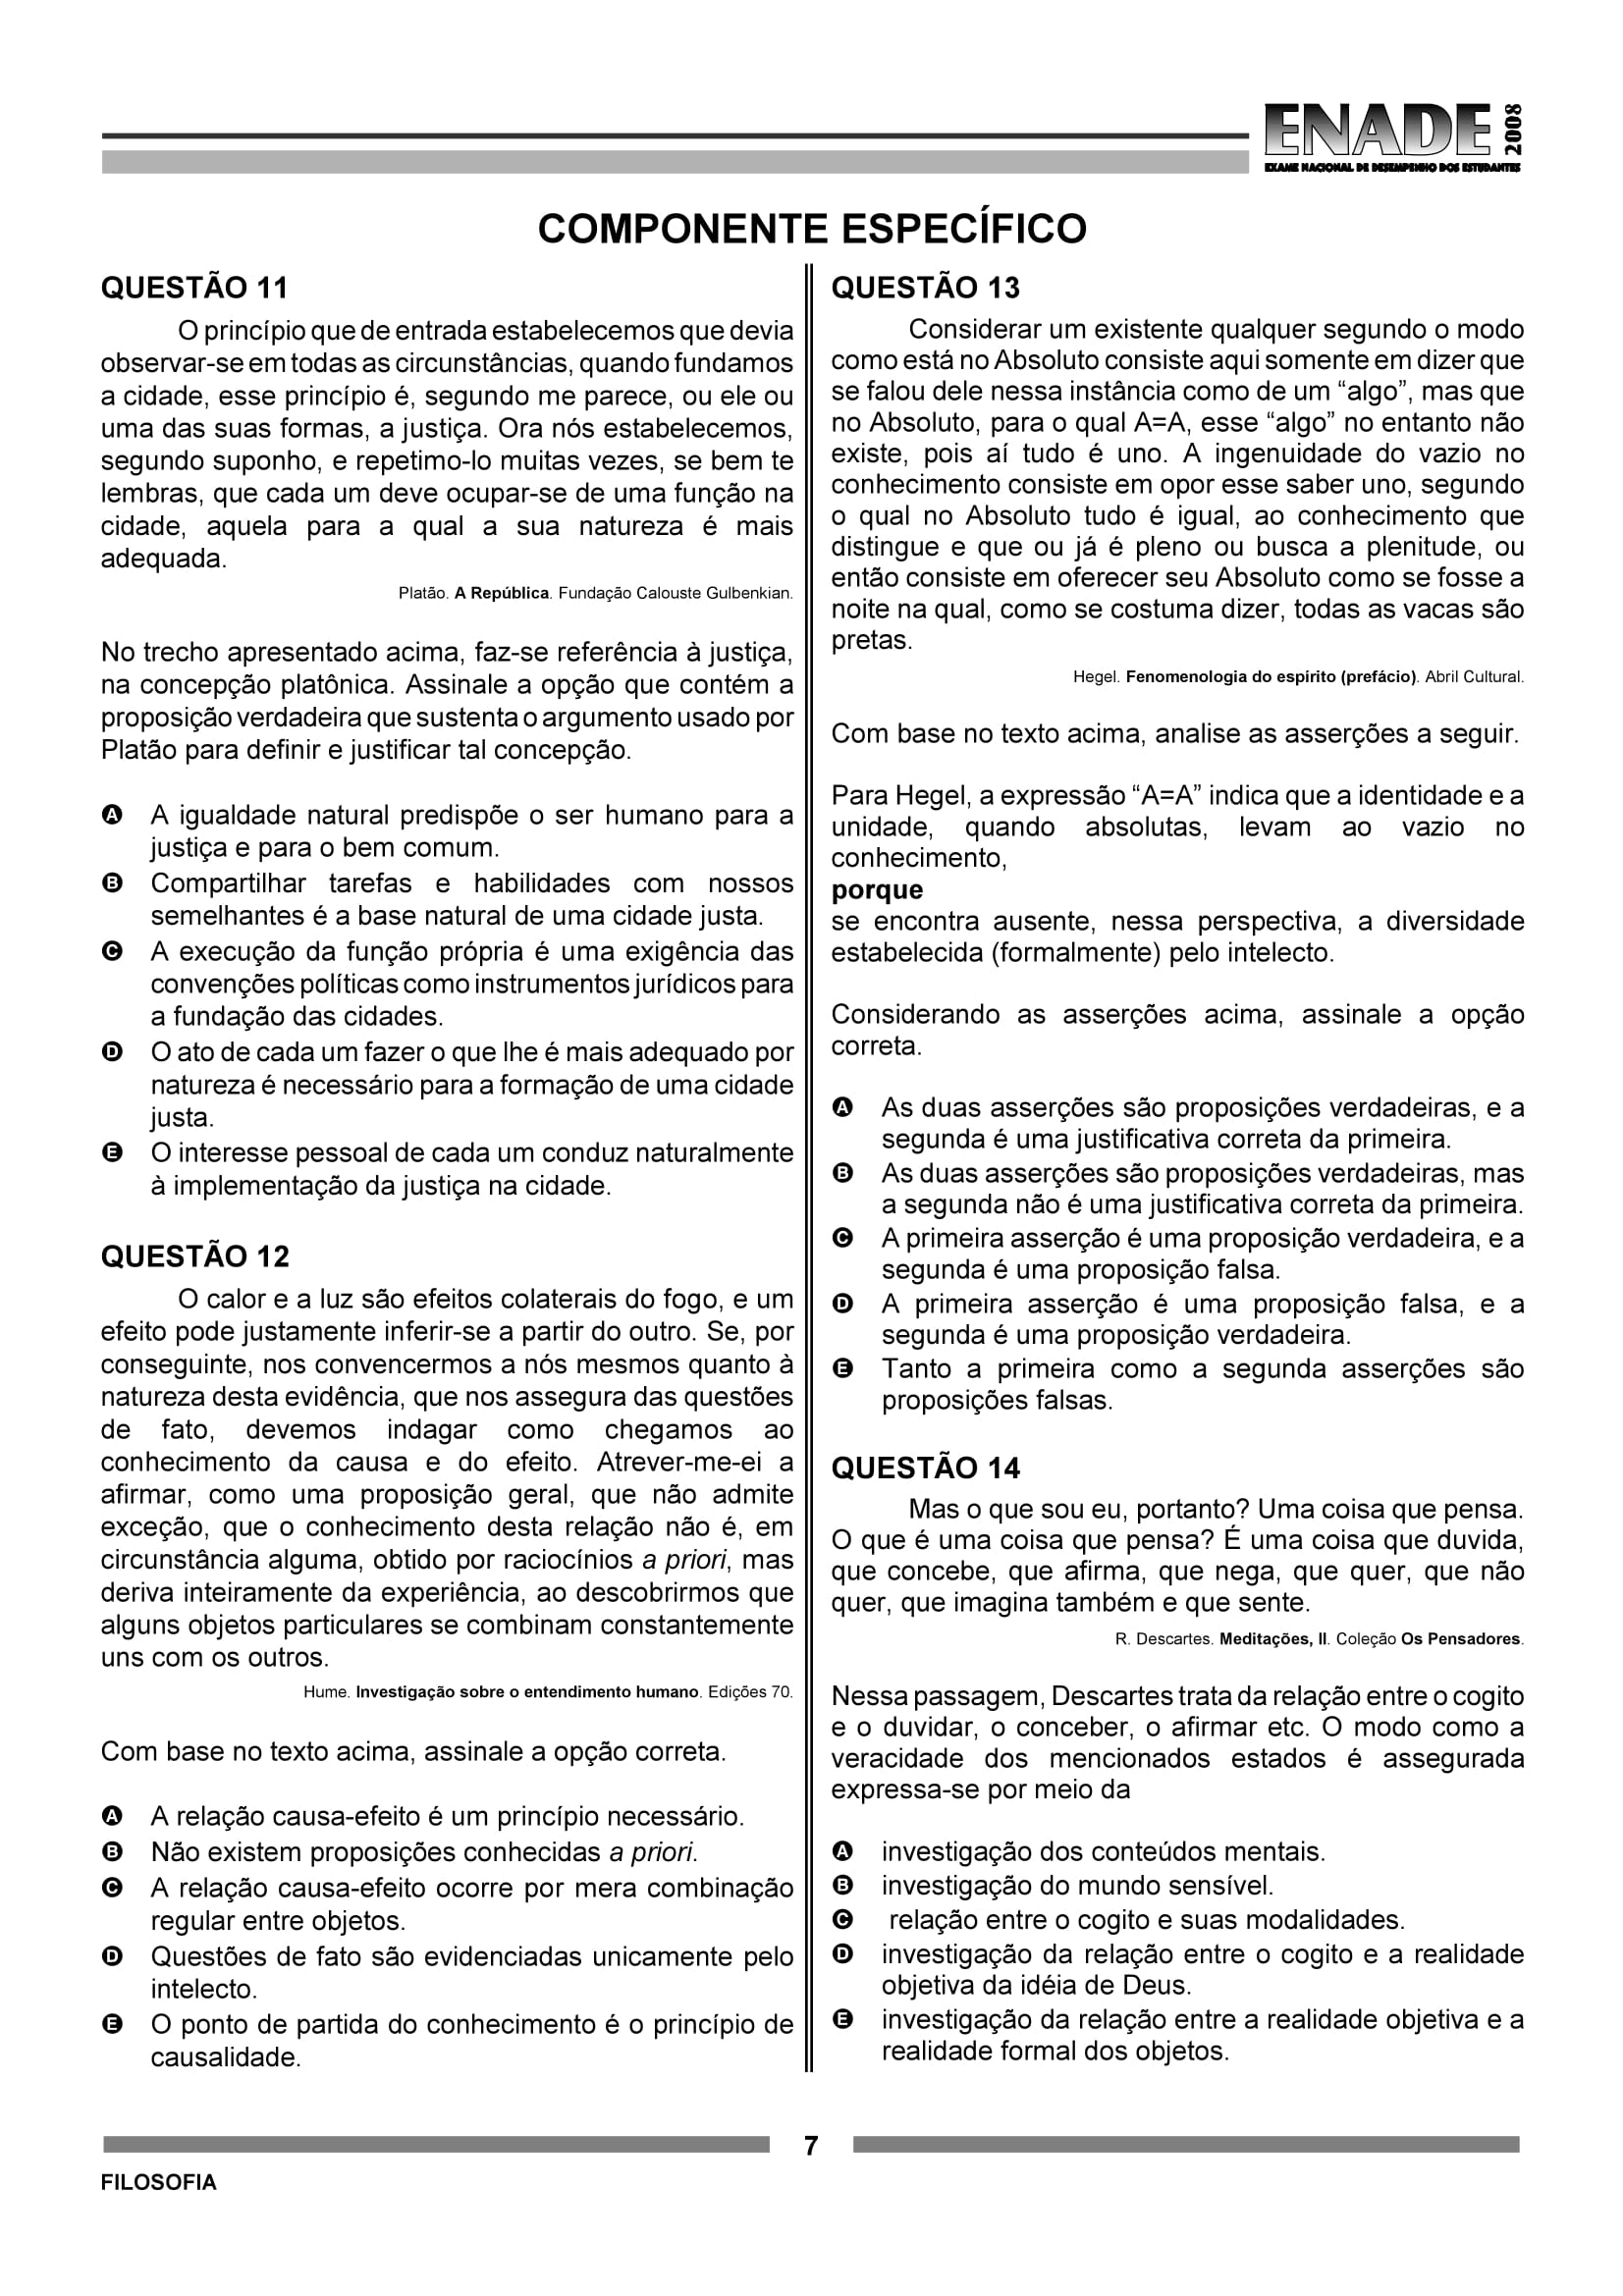 ENADE
2008
EXAME NACIONAL DE DESEMPENHO DOS ESTUDANTES
COMPONENTE ESPECÍFICO
QUESTÃO 11
O princípio que de entrada estabelecemos que devia
observar-se em todas as circunstâncias, quando fundamos
a cidade, esse princípio é, segundo me parece, ou ele ou
uma das suas formas, a justiça. Ora nós estabelecemos,
segundo suponho, e repetimo-lo muitas vezes, se bem te
lembras, que cada um deve ocupar-se de uma função na
cidade, aquela para a qual a sua natureza é mais
adequada.
Platão. A República. Fundação Calouste Gulbenkian.
No trecho apresentado acima, faz-se referência à justiça,
na concepção platônica. Assinale a opção que contém a
proposição verdadeira que sustenta o argumento usado por
Platão para definir e justificar tal concepção.
A A igualdade natural predispõe o ser humano para a
justiça e para o bem comum.
B Compartilhar tarefas e habilidades com nossos
semelhantes é a base natural de uma cidade justa.
C A execução da função própria é uma exigência das
convenções políticas como instrumentos jurídicos para
a fundação das cidades.
D O ato de cada um fazer o que lhe é mais adequado por
natureza é necessário para a formação de uma cidade
justa.
E O interesse pessoal de cada um conduz naturalmente
à implementação da justiça na cidade.
QUESTÃO 12
O calor e a luz são efeitos colaterais do fogo, e um
efeito pode justamente inferir-se a partir do outro. Se, por
conseguinte, nos convencermos a nós mesmos quanto à
natureza desta evidência, que nos assegura das questões
de fato, devemos indagar como chegamos ao
conhecimento da causa e do efeito. Atrever-me-ei a
afirmar, como uma proposição geral, que não admite
exceção, que o conhecimento desta relação não é, em
circunstância alguma, obtido por raciocínios a priori, mas
deriva inteiramente da experiência, ao descobrirmos que
alguns objetos particulares se combinam constantemente
uns com os outros.
Hume. Investigação sobre o entendimento humano. Edições 70.
Com base no texto acima, assinale a opção correta.
A A relação causa-efeito é um princípio necessário.
B Não existem proposições conhecidas a priori.
C A relação causa-efeito ocorre por mera combinação
regular entre objetos.
D Questões de fato são evidenciadas unicamente pelo
intelecto.
E O ponto de partida do conhecimento é o princípio de
causalidade.
QUESTÃO 13
Considerar um existente qualquer segundo o modo
como está no Absoluto consiste aqui somente em dizer que
se falou dele nessa instância como de um “algo”, mas que
no Absoluto, para o qual A=A, esse “algo” no entanto não
existe, pois aí tudo é uno. A ingenuidade do vazio no
conhecimento consiste em opor esse saber uno, segundo
o qual no Absoluto tudo é igual, ao conhecimento que
distingue e que ou já é pleno ou busca a plenitude, ou
então consiste em oferecer seu Absoluto como se fosse a
noite na qual, como se costuma dizer, todas as vacas são
pretas.
Hegel. Fenomenologia do espírito (prefácio). Abril Cultural.
Com base no texto acima, analise as asserções a seguir.
Para Hegel, a expressão “A=A” indica que a identidade e a
unidade, quando absolutas, levam ao vazio no
conhecimento,
porque
se encontra ausente, nessa perspectiva, a diversidade
estabelecida (formalmente) pelo intelecto.
Considerando as asserções acima, assinale a opção
correta.
A As duas asserções são proposições verdadeiras, e a
segunda é uma justificativa correta da primeira.
B As duas asserções são proposições verdadeiras, mas
a segunda não é uma justificativa correta da primeira.
C A primeira asserção é uma proposição verdadeira, e a
segunda é uma proposição falsa.
D A primeira asserção é uma proposição falsa, e a
segunda é uma proposição verdadeira.
E Tanto a primeira como a segunda asserções são
proposições falsas.
QUESTÃO 14
Mas o que sou eu, portanto? Uma coisa que pensa.
O que é uma coisa que pensa? É uma coisa que duvida,
que concebe, que afirma, que nega, que quer, que não
quer, que imagina também e que sente.
R. Descartes. Meditações, II. Coleção Os Pensadores.
Nessa passagem, Descartes trata da relação entre o cogito
e o duvidar, o conceber, o afirmar etc. O modo como a
veracidade dos mencionados estados é assegurada
expressa-se por meio da
A investigação dos conteúdos mentais.
B investigação do mundo sensível.
C relação entre o cogito e suas modalidades.
D investigação da relação entre o cogito e a realidade
objetiva da idéia de Deus.
E investigação da relação entre a realidade objetiva e a
realidade formal dos objetos.
7
FILOSOFIA